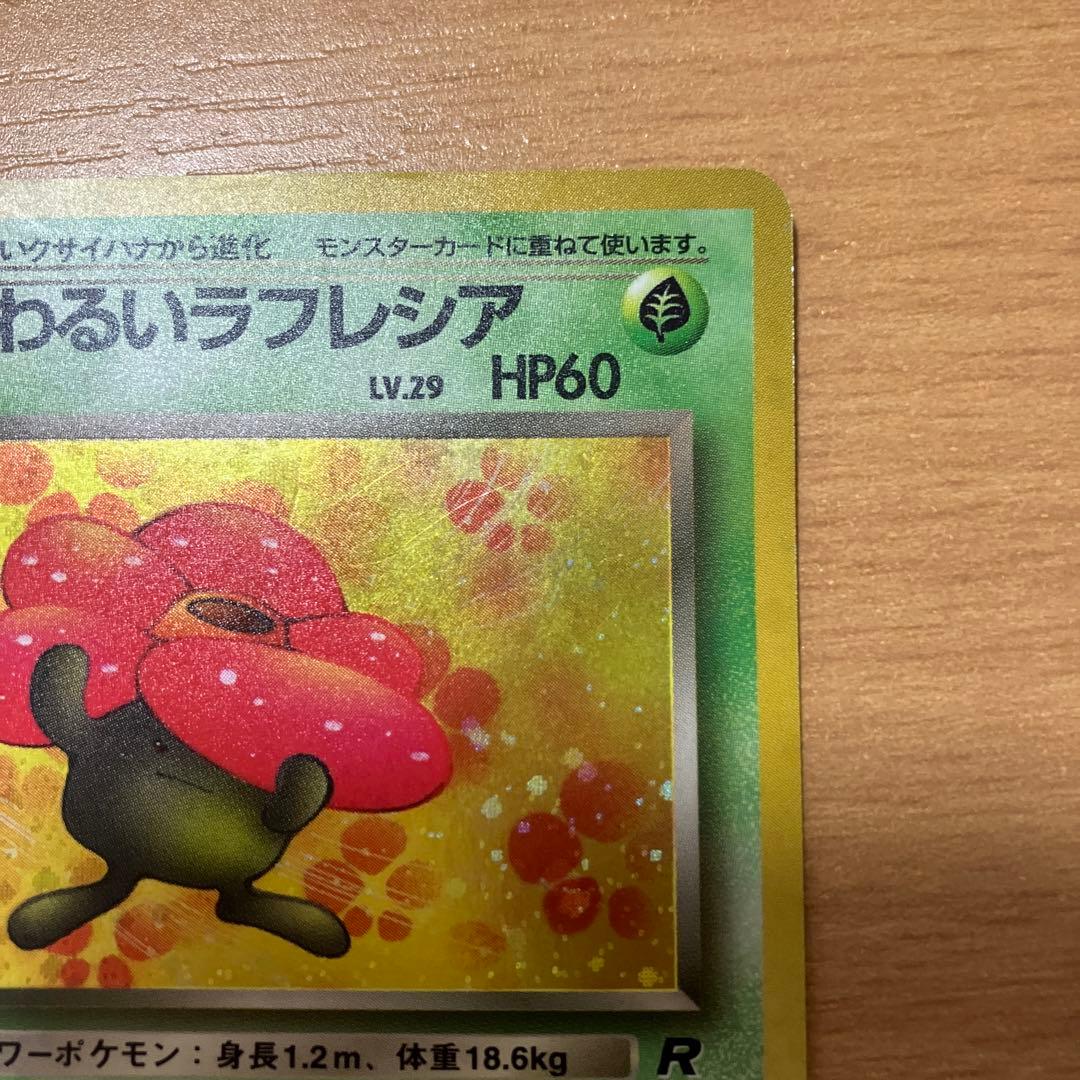 いクサイハナから進化 モンスターカードに重ねて使います。
わるいラフレシア
LV.29 HP60
ワーポケモン：身長1.2m、体重18.6kg R